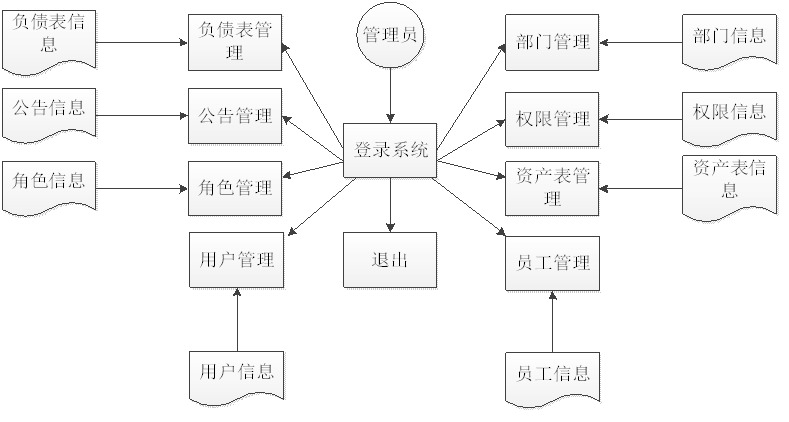 负债表信
息
负债表管
理
管理员
部门管理
部门信息
公告信息
公告管理
登录系统
权限管理
权限信息
角色信息
角色管理
资产表管
理
资产表信
息
用户管理
退出
员工管理
用户信息
员工信息